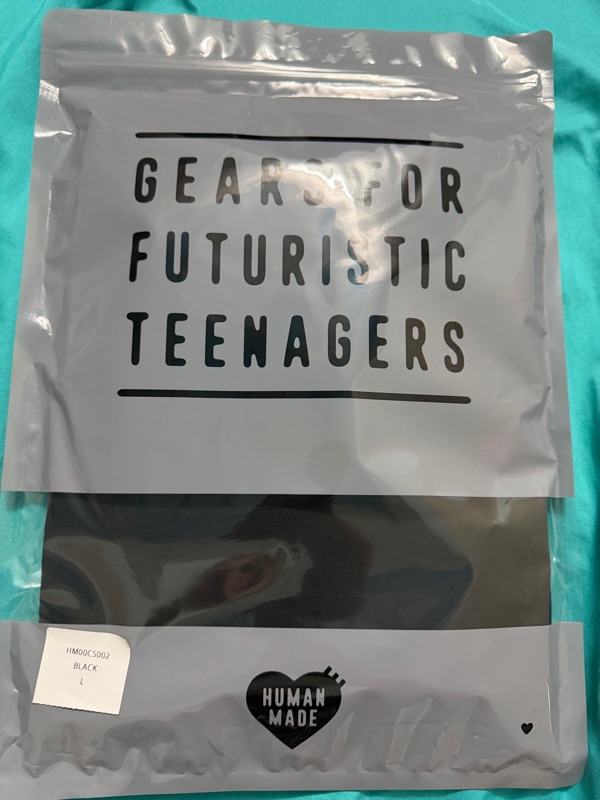 GEARS FOR
FUTURISTIC
TEENAGERS
HM00CS002
BLACK
L
HUMAN
MADE